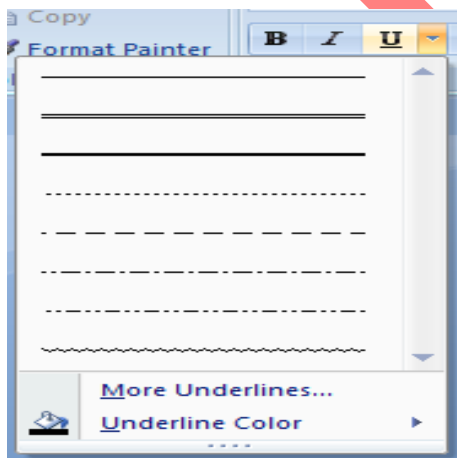 Copy
Format Painter
B I U
More Underlines...
Underline Color